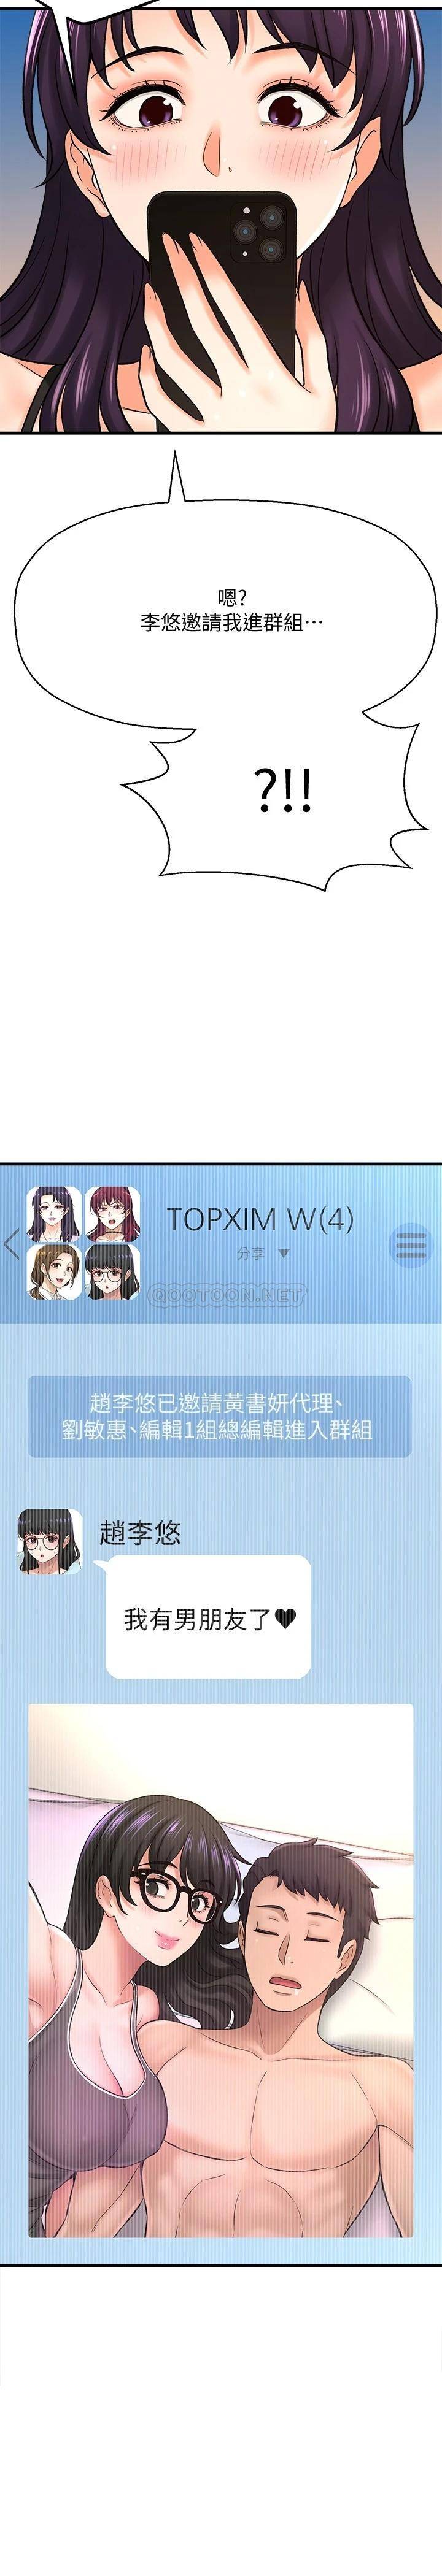 嗯?
李悠邀請我進群組…
?!!
TOPXIM W(4)
分享 ▼
QOOTOON.NET
趙李悠已邀請黃書妍代理、
劉敏惠、編輯1組總編輯進入群組
趙李悠
我有男朋友了♥